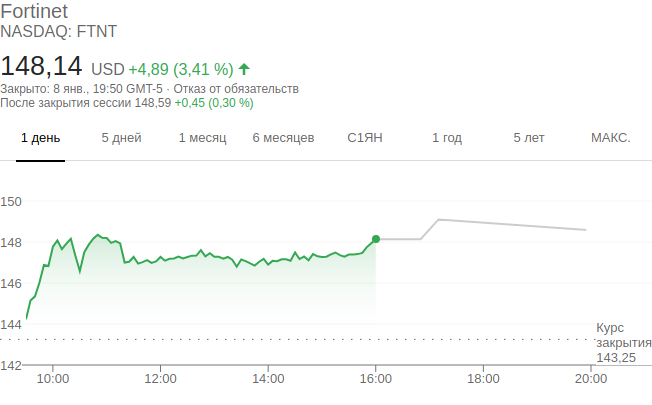 Fortinet
NASDAQ: FTNT
148,14 USD +4,89 (3,41 %)
Закрыто: 8 янв., 19:50 GMT-5 · Отказ от обязательств
После закрытия сессии 148,59 +0,45 (0,30 %)
1 день 5 дней 1 месяц 6 месяцев С1ЯН 1 год 5 лет МАКС.
150
148
146
144
Курс
закрытия
143,25
142
10:00 12:00 14:00 16:00 18:00 20:00